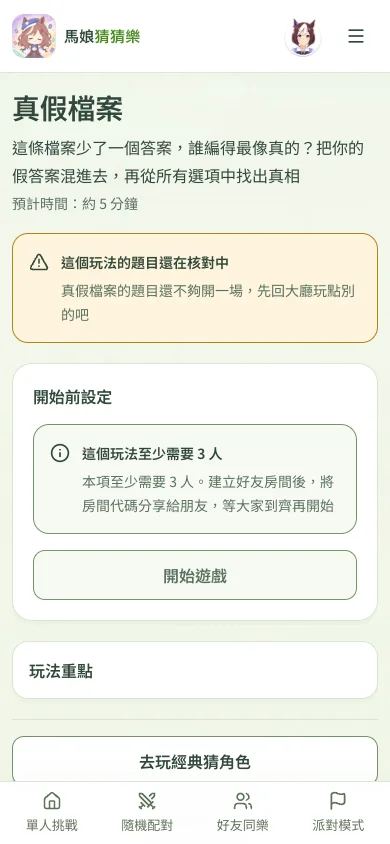 馬娘猜猜樂
真假檔案
這條檔案少了一個答案，誰編得最像真的？把你的
假答案混進去，再從所有選項中找出真相
預計時間：約 5 分鐘
這個玩法的題目還在核對中
真假檔案的題目還不夠開一場，先回大廳玩點別
的吧
開始前設定
這個玩法至少需要 3 人
本項至少需要 3 人。建立好友房間後，將
房間代碼分享給朋友，等大家到齊再開始
開始遊戲
玩法重點
去玩經典猜角色
單人挑戰
隨機配對
好友同樂
派對模式